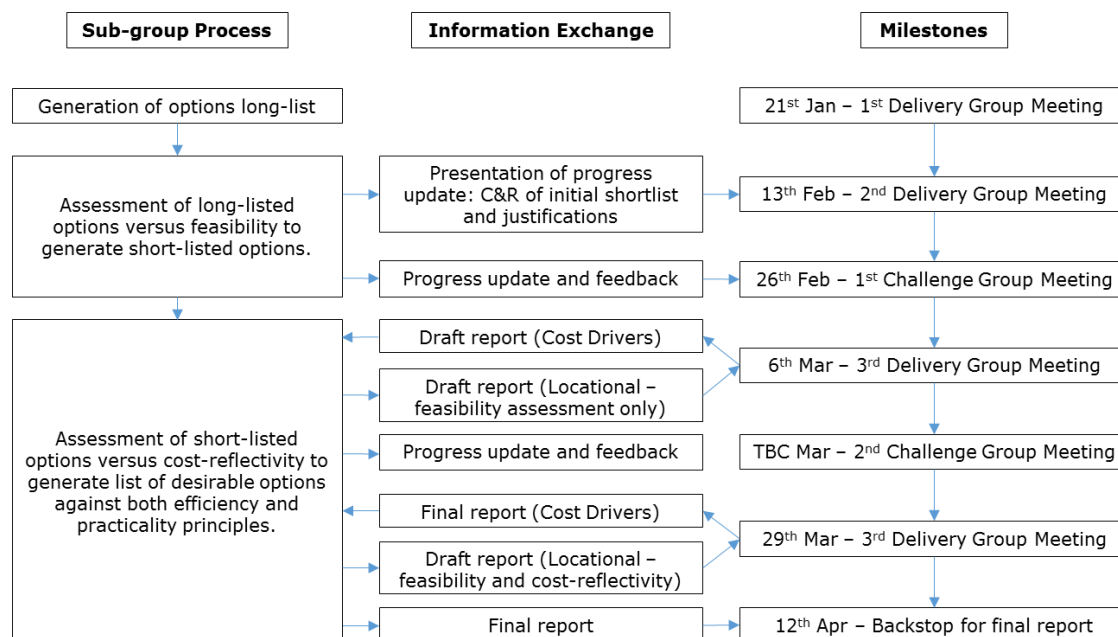 Sub-group Process
Information Exchange
Milestones
Generation of options long-list
21st Jan – 1st Delivery Group Meeting
Assessment of long-listed
options versus feasibility to
generate short-listed options.
Presentation of progress
update: C&R of initial shortlist
and justifications
13th Feb – 2nd Delivery Group Meeting
Progress update and feedback
26th Feb – 1st Challenge Group Meeting
Assessment of short-listed
options versus cost-reflectivity to
generate list of desirable options
against both efficiency and
practicality principles.
Draft report (Cost Drivers)
6th Mar – 3rd Delivery Group Meeting
Draft report (Locational –
feasibility assessment only)
Progress update and feedback
TBC Mar – 2nd Challenge Group Meeting
Final report (Cost Drivers)
29th Mar – 3rd Delivery Group Meeting
Draft report (Locational –
feasibility and cost-reflectivity)
Final report
12th Apr – Backstop for final report